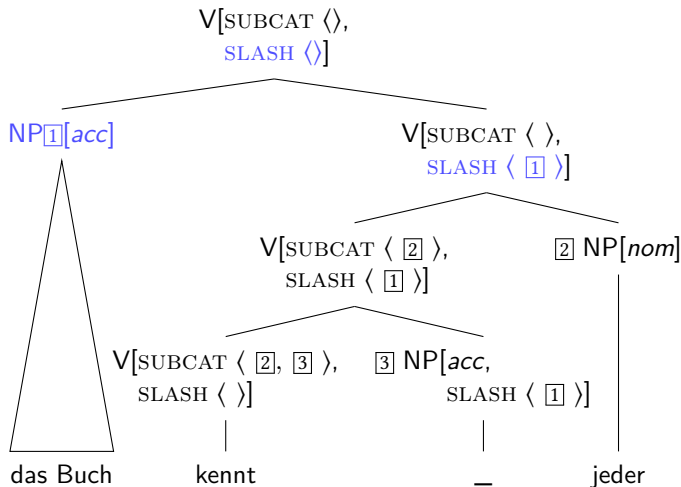 V[SUBCAT ⟨⟩,
SLASH ⟨⟩]
NP1[acc]
V[SUBCAT ⟨ ⟩,
SLASH ⟨ 1 ⟩]
V[SUBCAT ⟨ 2 ⟩,
SLASH ⟨ 1 ⟩]
2 NP[nom]
V[SUBCAT ⟨ 2, 3 ⟩,
SLASH ⟨ ⟩]
3 NP[acc,
SLASH ⟨ 1 ⟩]
das Buch kennt _ jeder